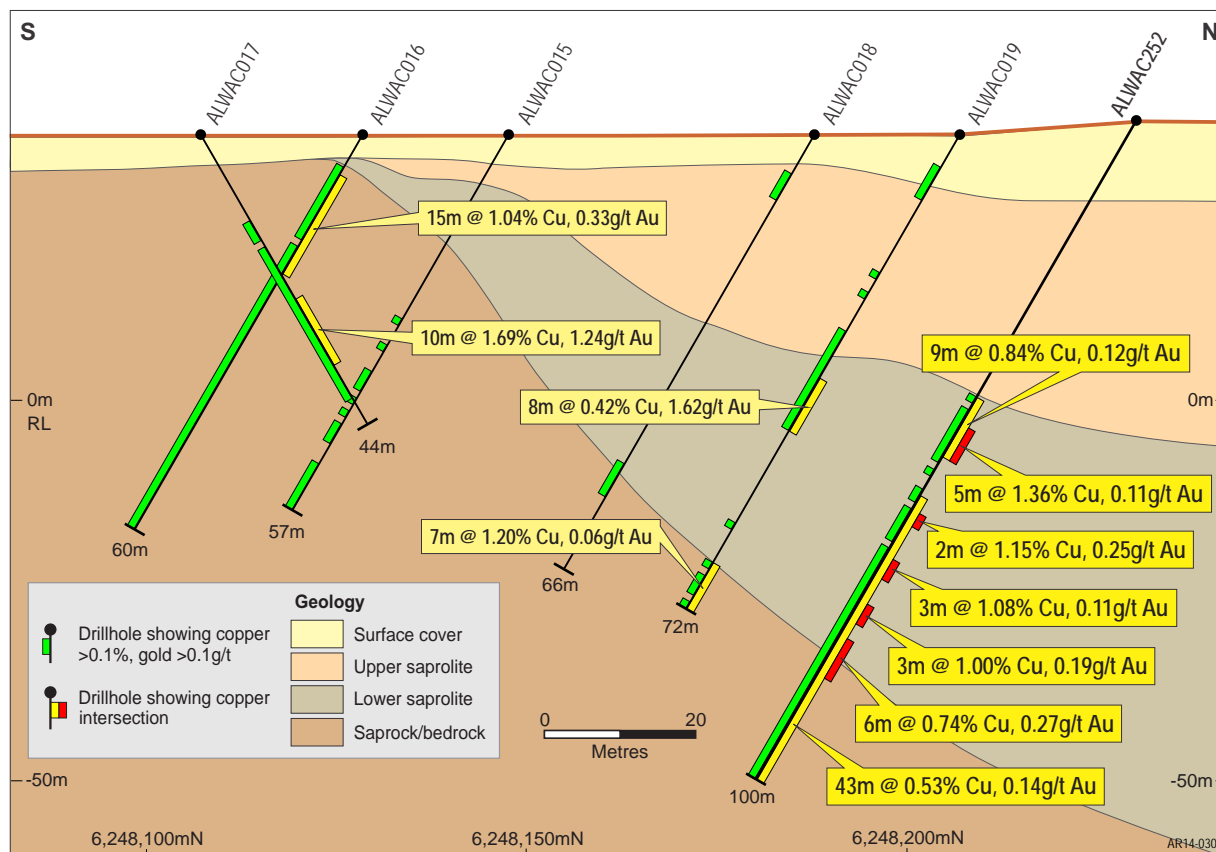 S
N
ALWAC017
ALWAC016
ALWAC015
ALWAC018
ALWAC019
ALWAC252
15m @ 1.04% Cu, 0.33g/t Au
10m @ 1.69% Cu, 1.24g/t Au
9m @ 0.84% Cu, 0.12g/t Au
0m
RL
8m @ 0.42% Cu, 1.62g/t Au
0m
44m
5m @ 1.36% Cu, 0.11g/t Au
57m
60m
7m @ 1.20% Cu, 0.06g/t Au
2m @ 1.15% Cu, 0.25g/t Au
66m
72m
3m @ 1.08% Cu, 0.11g/t Au
3m @ 1.00% Cu, 0.19g/t Au
6m @ 0.74% Cu, 0.27g/t Au
43m @ 0.53% Cu, 0.14g/t Au
100m
Drillhole showing copper
>0.1%, gold >0.1g/t
Drillhole showing copper
intersection
Geology
Surface cover
Upper saprolite
Lower saprolite
Saprock/bedrock
0
20
Metres
-50m
-50m
6,248,100mN
6,248,150mN
6,248,200mN
AR14-030